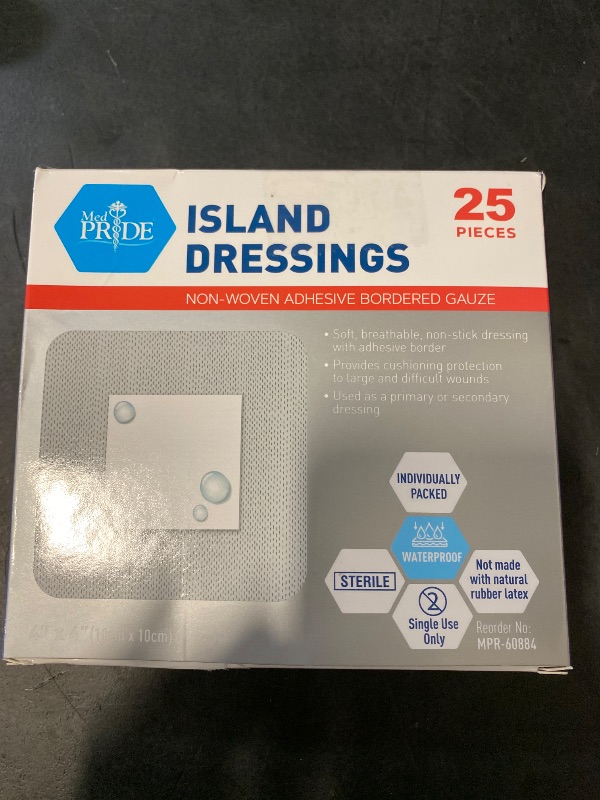 Med
PRIDE
ISLAND
DRESSINGS
25
PIECES
NON-WOVEN ADHESIVE BORDERED GAUZE
• Soft, breathable, non-stick dressing
with adhesive border
• Provides cushioning protection
to large and difficult wounds
• Used as a primary or secondary
dressing
INDIVIDUALLY
PACKED
WATERPROOF
STERILE
Not made
with natural
rubber latex
2
Single Use
Only
Reorder No:
MPR-60884
x 10cm)